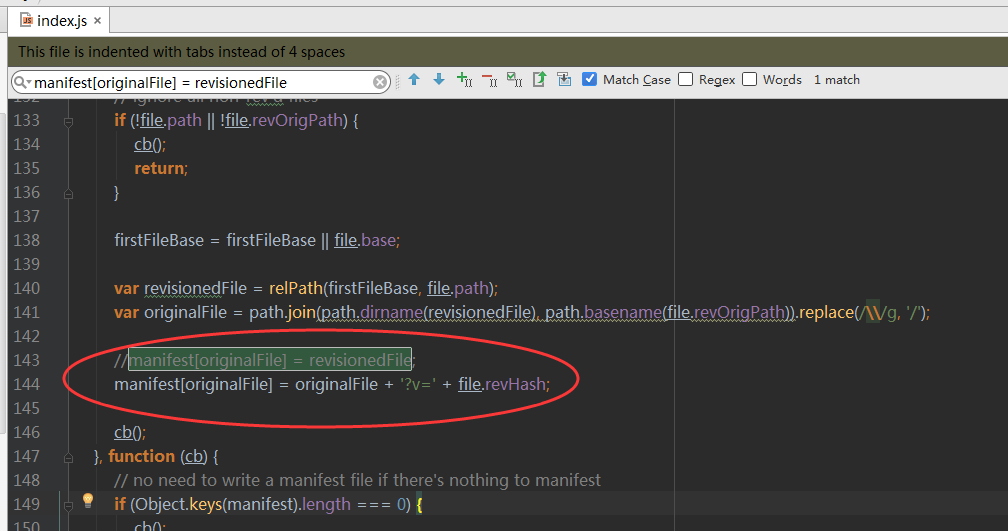 index.js
This file is indented with tabs instead of 4 spaces
manifest[originalFile] = revisionedFile Match Case Regex Words 1 match
132 // ignore all non-rev'd files
133 if (!file.path || !file.revOrigPath) {
134 cb();
135 return;
136 }
137
138 firstFileBase = firstFileBase || file.base;
139
140 var revisionedFile = relPath(firstFileBase, file.path);
141 var originalFile = path.join(path.dirname(revisionedFile), path.basename(file.revOrigPath)).replace(/\\/g, '/');
142
143 //manifest[originalFile] = revisionedFile;
144 manifest[originalFile] = originalFile + '?v=' + file.revHash;
145
146 cb();
147 }, function (cb) {
148 // no need to write a manifest file if there's nothing to manifest
149 if (Object.keys(manifest).length === 0) {
150 cb();